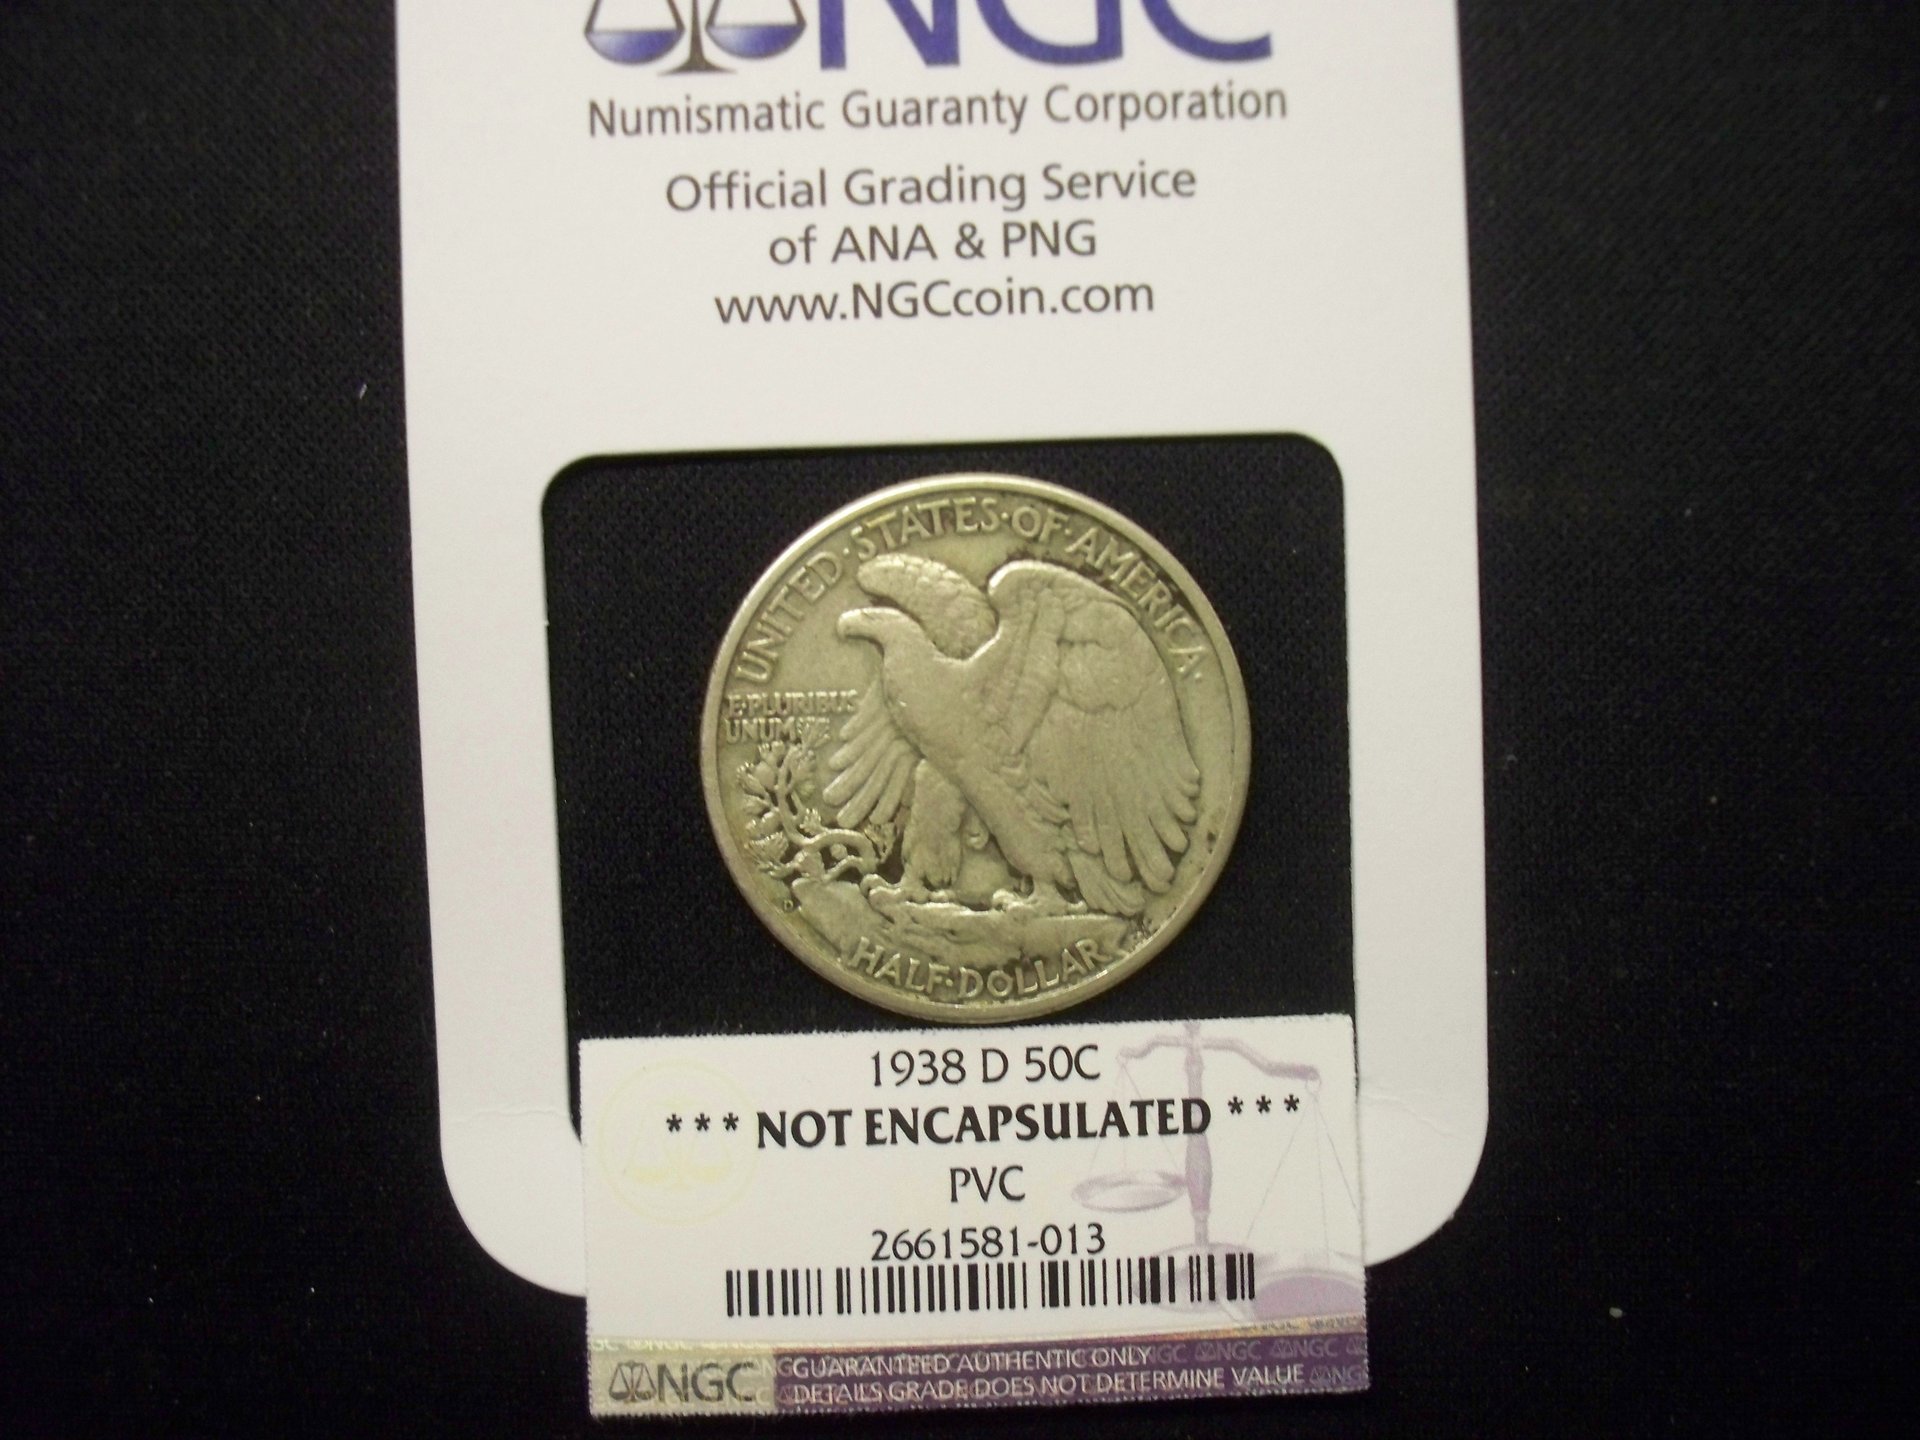 NGC
Numismatic Guaranty Corporation
Official Grading Service
of ANA & PNG
www.NGCcoin.com
UNITED·STATES·OF·AMERICA·
E·PLURIBUS
UNUM
D
HALF·DOLLAR
1938 D 50C
*** NOT ENCAPSULATED ***
PVC
2661581-013
NGC
GUARANTEED AUTHENTIC ONLY
DETAILS GRADE DOES NOT DETERMINE VALUE